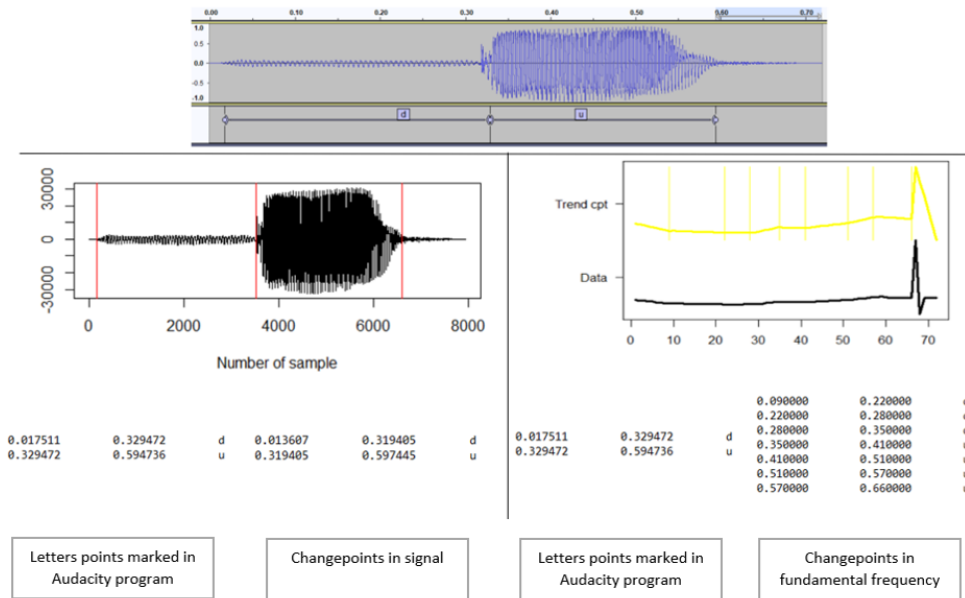 0.00 0.10 0.20 0.30 0.40 0.50 0.60 0.70
1.0
0.5
0.0
-0.5
-1.0
d u
30000
0
-30000
0 2000 4000 6000 8000
Number of sample
Trend cpt
Data
0 10 20 30 40 50 60 70
0.017511 0.329472 d 0.013607 0.319405 d
0.329472 0.594736 u 0.319405 0.597445 u
0.017511 0.329472 d
0.329472 0.594736 u
0.090000 0.220000
0.220000 0.280000
0.280000 0.350000
0.350000 0.410000
0.410000 0.510000
0.510000 0.570000
0.570000 0.660000
Letters points marked in
Audacity program
Changepoints in signal
Letters points marked in
Audacity program
Changepoints in
fundamental frequency